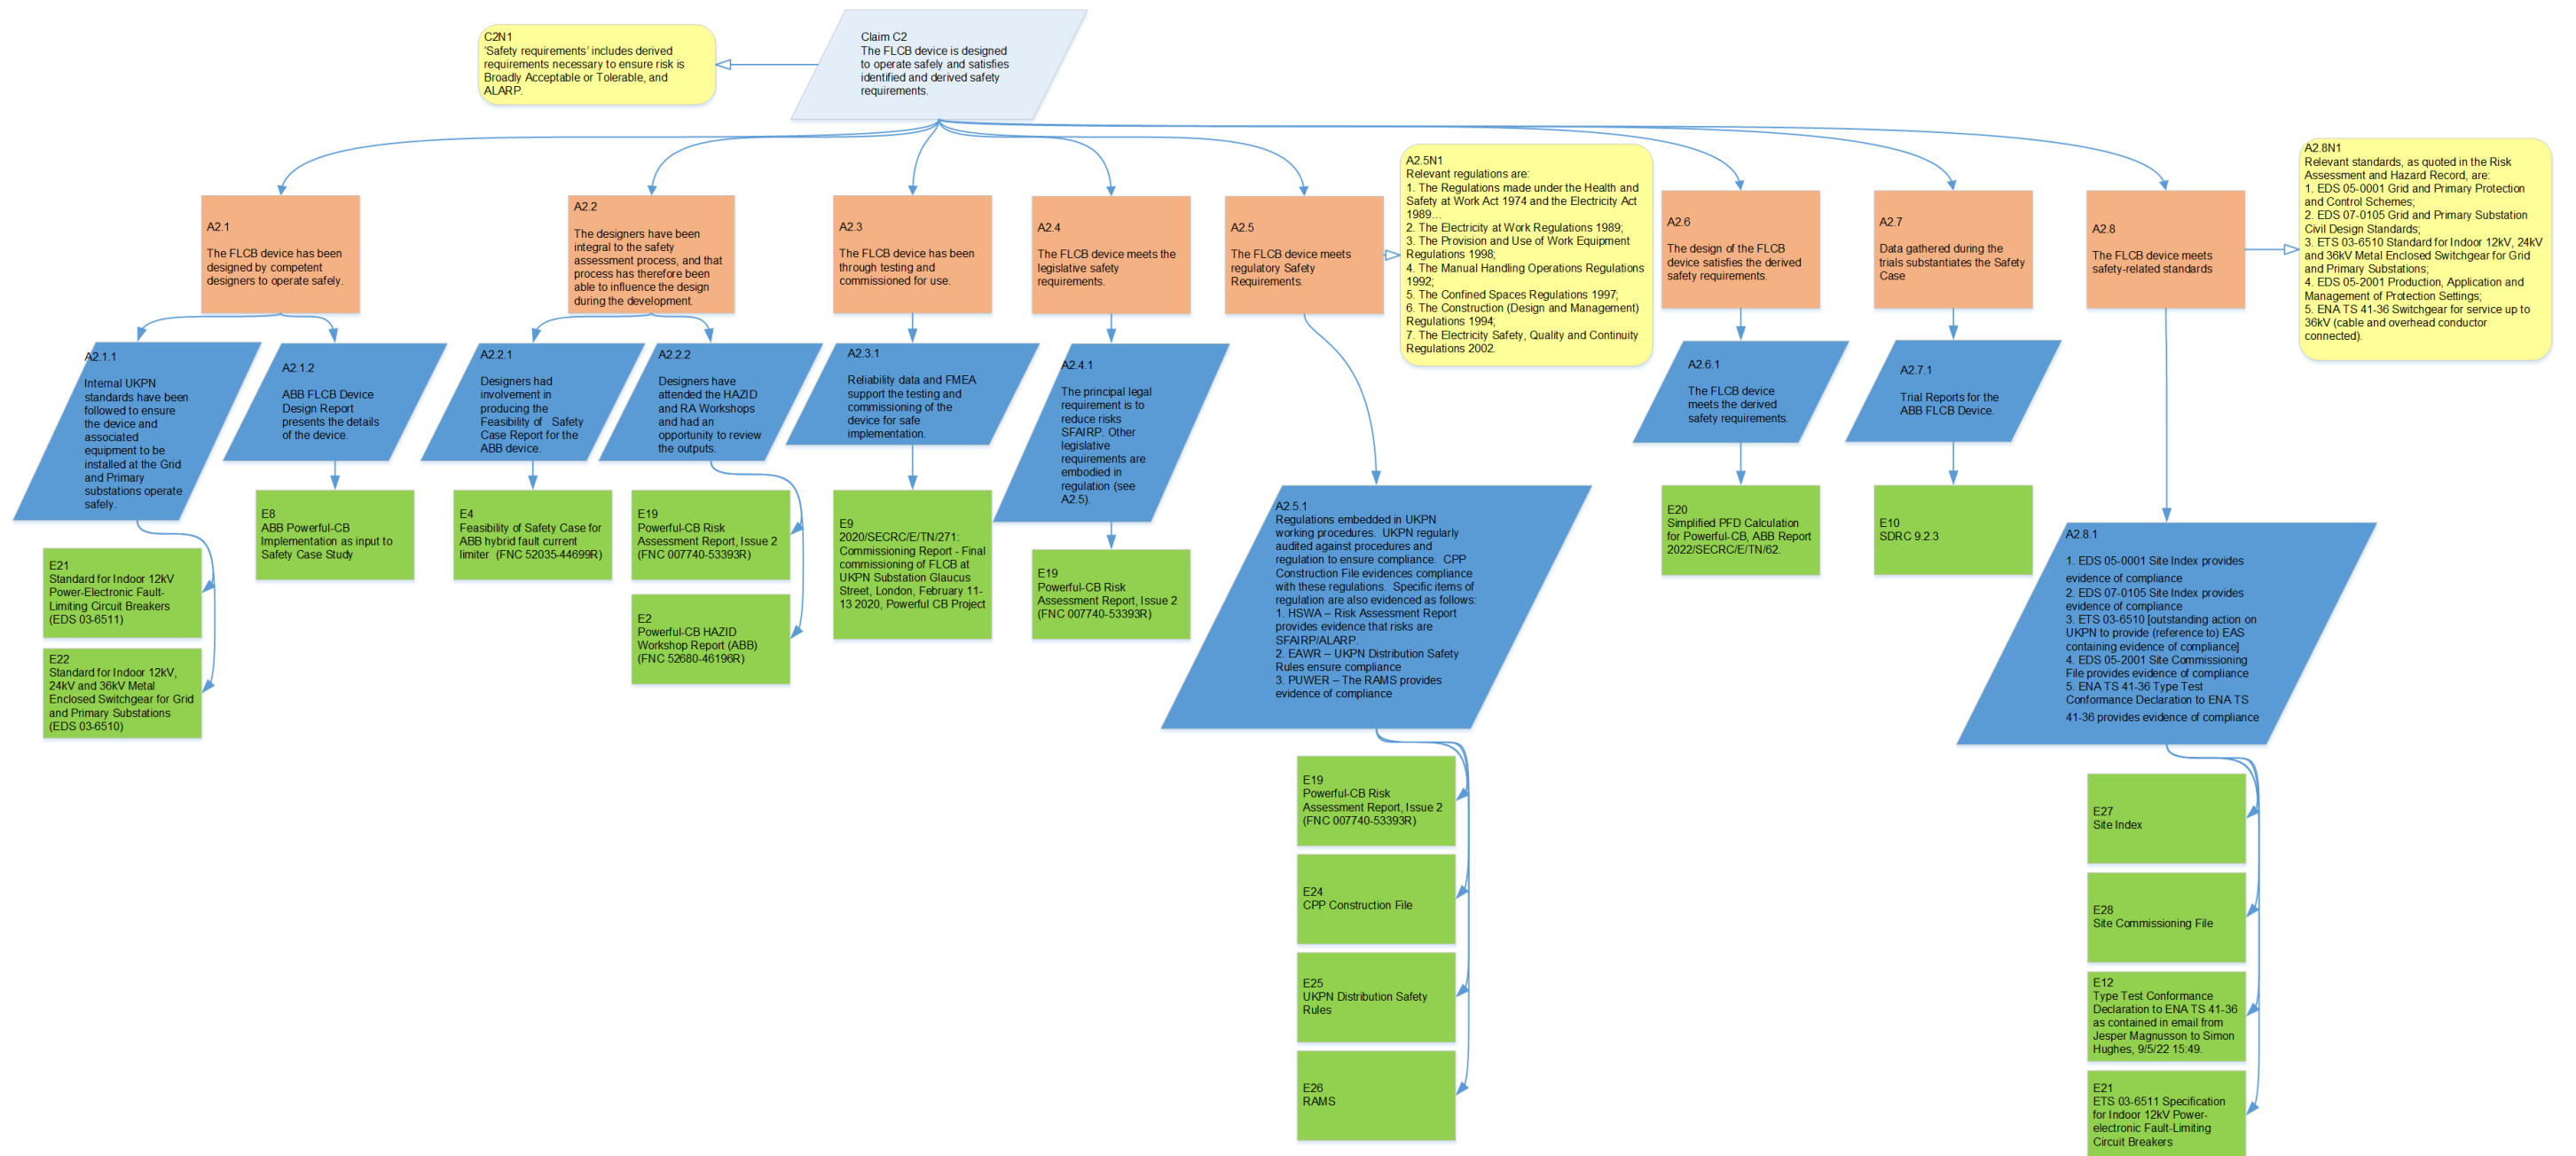 C2N1
'Safety requirements' includes derived
requirements necessary to ensure risk is
Broadly Acceptable or Tolerable, and
ALARP.
Claim C2
The FLCB device is designed
to operate safely and satisfies
identified and derived safety
requirements.
A2.1
The FLCB device has been
designed by competent
designers to operate safely.
A2.2
The designers have been
integral to the safety
assessment process, and that
process has therefore been
able to influence the design
during the development.
A2.3
The FLCB device has been
through testing and
commissioned for use.
A2.4
The FLCB device meets the
legislative safety
requirements.
A2.5
The FLCB device meets
regulatory Safety
Requirements.
A2.5N1
Relevant regulations are:
1. The Regulations made under the Health and
Safety at Work Act 1974 and the Electricity Act
1989...
2. The Electricity at Work Regulations 1989;
3. The Provision and Use of Work Equipment
Regulations 1998;
4. The Manual Handling Operations Regulations
1992;
5. The Confined Spaces Regulations 1997;
6. The Construction (Design and Management)
Regulations 1994;
7. The Electricity Safety, Quality and Continuity
Regulations 2002.
A2.6
The design of the FLCB
device satisfies the derived
safety requirements.
A2.7
Data gathered during the
trials substantiates the Safety
Case
A2.8
The FLCB device meets
safety-related standards
A2.8N1
Relevant standards, as quoted in the Risk
Assessment and Hazard Record, are:
1. EDS 05-0001 Grid and Primary Protection
and Control Schemes;
2. EDS 07-0105 Grid and Primary Substation
Civil Design Standards;
3. ETS 03-6510 Standard for Indoor 12kV, 24kV
and 36kV Metal Enclosed Switchgear for Grid
and Primary Substations;
4. EDS 05-2001 Production, Application and
Management of Protection Settings;
5. ENA TS 41-36 Switchgear for service up to
36kV (cable and overhead conductor
connected).
A2.1.1
Internal UKPN
standards have been
followed to ensure
the device and
associated
equipment to be
installed at the Grid
and Primary
substations operate
safely.
A2.1.2
ABB FLCB Device
Design Report
presents the details
of the device.
A2.2.1
Designers had
involvement in
producing the
Feasibility of Safety
Case Report for the
ABB device.
A2.2.2
Designers have
attended the HAZID
and RA Workshops
and had an
opportunity to review
the outputs.
A2.3.1
Reliability data and FMEA
support the testing and
commissioning of the
device for safe
implementation.
A2.4.1
The principal legal
requirement is to
reduce risks
SFAIRP. Other
legislative
requirements are
embodied in
regulation (see
A2.5).
A2.5.1
Regulations embedded in UKPN
working procedures. UKPN regularly
audited against procedures and
regulation to ensure compliance. CPP
Construction File evidences compliance
with these regulations. Specific items of
regulation are also evidenced as follows:
1. HSWA – Risk Assessment Report
provides evidence that risks are
SFAIRP/ALARP.
2. EAWR – UKPN Distribution Safety
Rules ensure compliance
3. PUWER – The RAMS provides
evidence of compliance
A2.6.1
The FLCB device
meets the derived
safety requirements.
A2.7.1
Trial Reports for the
ABB FLCB Device.
A2.8.1
1. EDS 05-0001 Site Index provides
evidence of compliance
2. EDS 07-0105 Site Index provides
evidence of compliance
3. ETS 03-6510 [outstanding action on
UKPN to provide (reference to) EAS
containing evidence of compliance]
4. EDS 05-2001 Site Commissioning
File provides evidence of compliance
5. ENA TS 41-36 Type Test
Conformance Declaration to ENA TS
41-36 provides evidence of compliance
E21
Standard for Indoor 12kV
Power-Electronic Fault-
Limiting Circuit Breakers
(EDS 03-6511)
E22
Standard for Indoor 12kV,
24kV and 36kV Metal
Enclosed Switchgear for Grid
and Primary Substations
(EDS 03-6510)
E8
ABB Powerful-CB
Implementation as input to
Safety Case Study
E4
Feasibility of Safety Case for
ABB hybrid fault current
limiter (FNC 52035-44699R)
E19
Powerful-CB Risk
Assessment Report, Issue 2
(FNC 007740-53393R)
E2
Powerful-CB HAZID
Workshop Report (ABB)
(FNC 52680-46196R)
E9
2020/SECRC/E/TN/271:
Commissioning Report - Final
commissioning of FLCB at
UKPN Substation Glaucus
Street, London, February 11-
13 2020, Powerful CB Project
E19
Powerful-CB Risk
Assessment Report, Issue 2
(FNC 007740-53393R)
E19
Powerful-CB Risk
Assessment Report, Issue 2
(FNC 007740-53393R)
E24
CPP Construction File
E25
UKPN Distribution Safety
Rules
E26
RAMS
E20
Simplified PFD Calculation
for Powerful-CB, ABB Report
2022/SECRC/E/TN/62.
E10
SDRC 9.2.3
E27
Site Index
E28
Site Commissioning File
E12
Type Test Conformance
Declaration to ENA TS 41-36
as contained in email from
Jesper Magnusson to Simon
Hughes, 9/5/22 15:49.
E21
ETS 03-6511 Specification
for Indoor 12kV Power-
electronic Fault-Limiting
Circuit Breakers